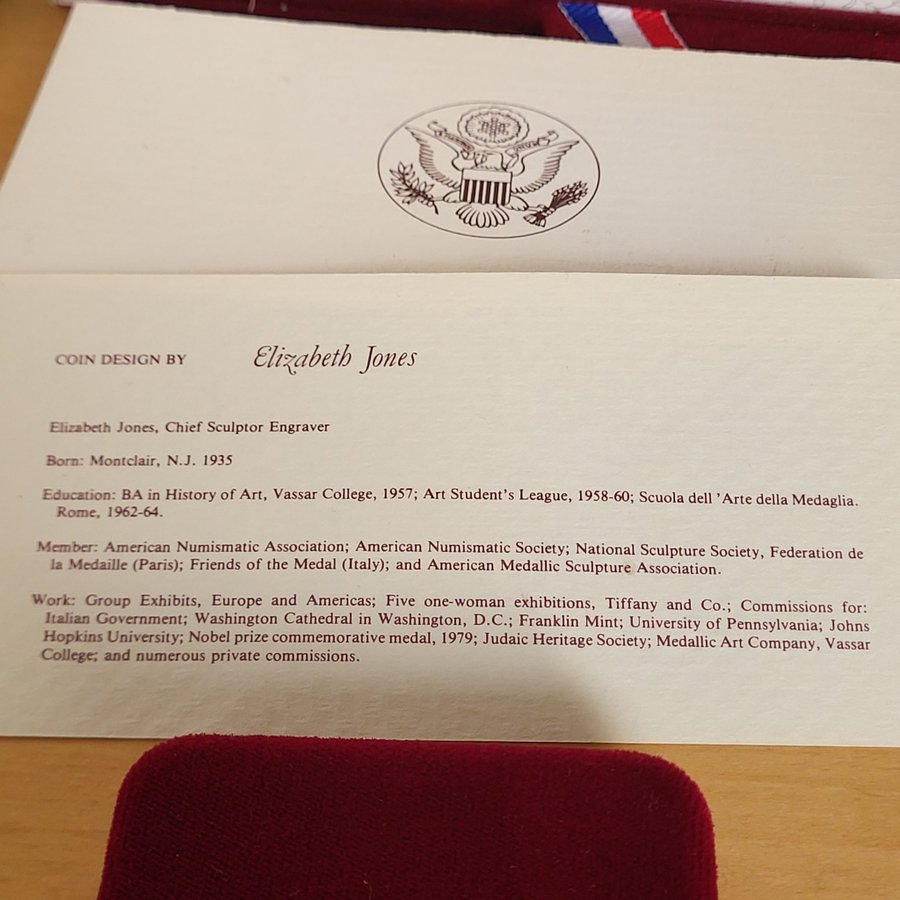 COIN DESIGN BY Elizabeth Jones
Elizabeth Jones, Chief Sculptor Engraver
Born: Montclair, N.J. 1935
Education: BA in History of Art, Vassar College, 1957; Art Student's League, 1958-60; Scuola dell 'Arte della Medaglia.
Rome, 1962-64.
Member: American Numismatic Association; American Numismatic Society; National Sculpture Society, Federation de
la Medaille (Paris); Friends of the Medal (Italy); and American Medallic Sculpture Association.
Work: Group Exhibits, Europe and Americas; Five one-woman exhibitions, Tiffany and Co.; Commissions for:
Italian Government; Washington Cathedral in Washington, D.C.; Franklin Mint; University of Pennsylvania; Johns
Hopkins University; Nobel prize commemorative medal, 1979; Judaic Heritage Society; Medallic Art Company, Vassar
College; and numerous private commissions.